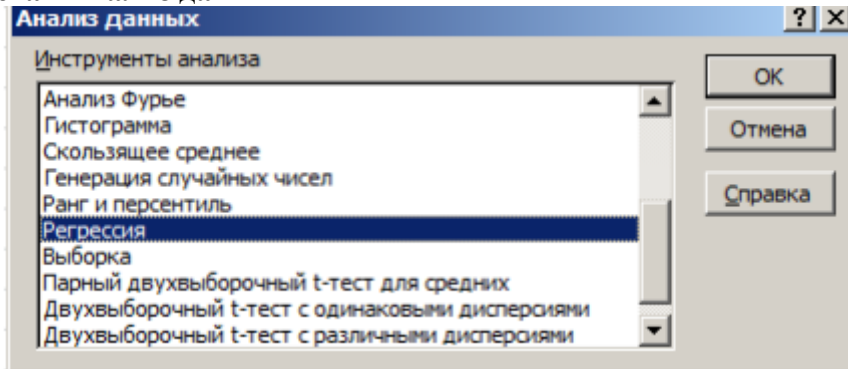 Анализ данных
Инструменты анализа
Анализ Фурье
Гистограмма
Скользящее среднее
Генерация случайных чисел
Ранг и персентиль
Регрессия
Выборка
Парный двухвыборочный t-тест для средних
Двухвыборочный t-тест с одинаковыми дисперсиями
Двухвыборочный t-тест с различными дисперсиями
OK
Отмена
Справка